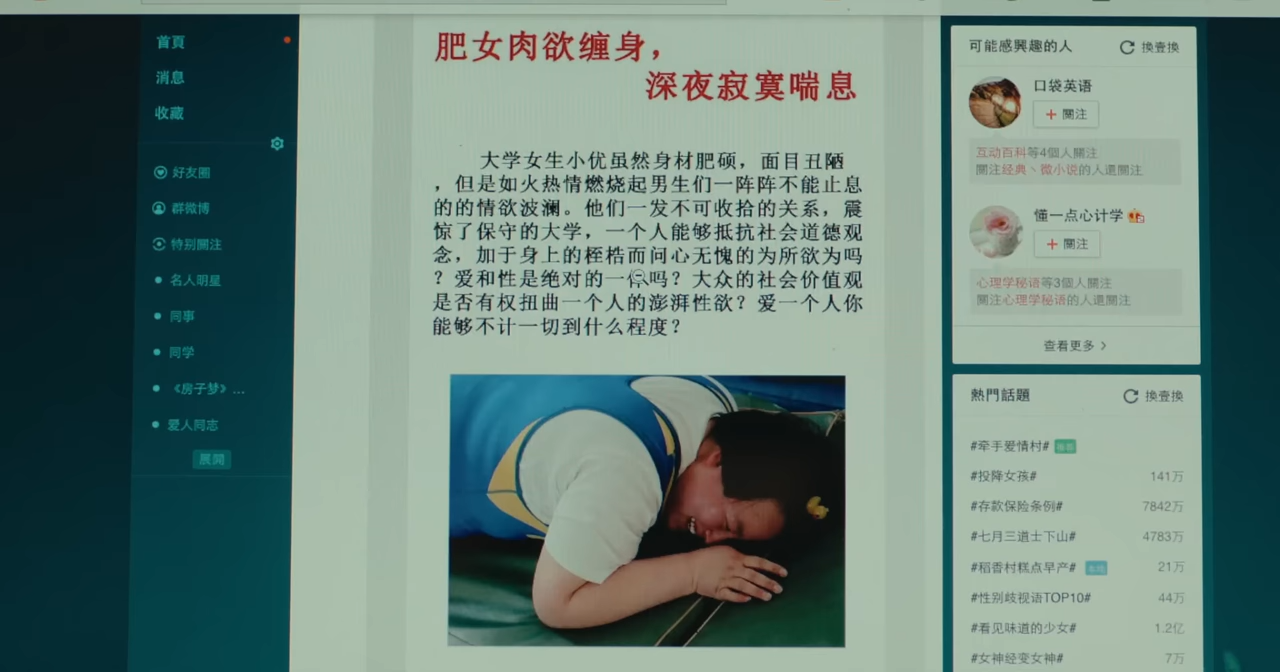 首頁
消息
收藏
好友圈
群微博
特别關注
名人明星
同事
同学
《房子梦》...
爱人同志
展開
肥女肉欲缠身，
深夜寂寞喘息
大学女生小优虽然身材肥硕，面目丑陋
，但是如火热情燃烧起男生们一阵阵不能止息
的的情欲波澜。他们一发不可收拾的关系，震
惊了保守的大学，一个人能够抵抗社会道德观
念，加于身上的桎梏而问心无愧的为所欲为吗
？爱和性是绝对的一体吗？大众的社会价值观
是否有权扭曲一个人的澎湃性欲？爱一个人你
能够不计一切到什么程度？
可能感興趣的人
换壹换
口袋英语
+ 關注
互动百科等4個人關注
關注经典丶微小说的人還關注
懂一点心计学
+ 關注
心理学秘语等3個人關注
關注心理学秘语的人還關注
查看更多 >
熱門話題
换壹换
#牵手爱情村#
#投降女孩# 141万
#存款保险条例# 7842万
#七月三道士下山# 4783万
#稻香村糕点早产# 21万
#性别歧视语TOP10# 44万
#看见味道的少女# 1.2亿
#女神经变女神# 7万